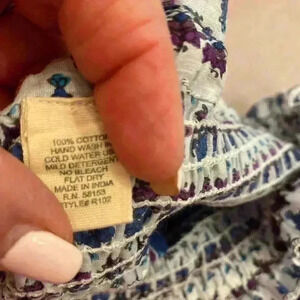 100% COTTON
HAND WASH IN
COLD WATER US
MILD DETERGENT
NO BLEACH
FLAT DRY
MADE IN INDIA
R.N. 58153
STYLE# R102